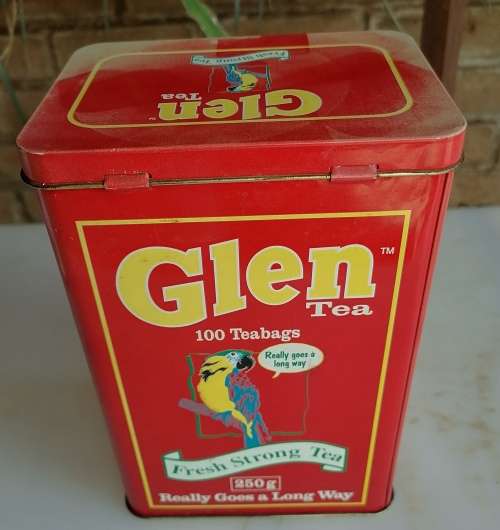 Fresh Strong Tea
Glen
Tea
™
Glen™
Tea
100 Teabags
Really goes a
long way
Fresh Strong Tea
250g
Really Goes a Long Way